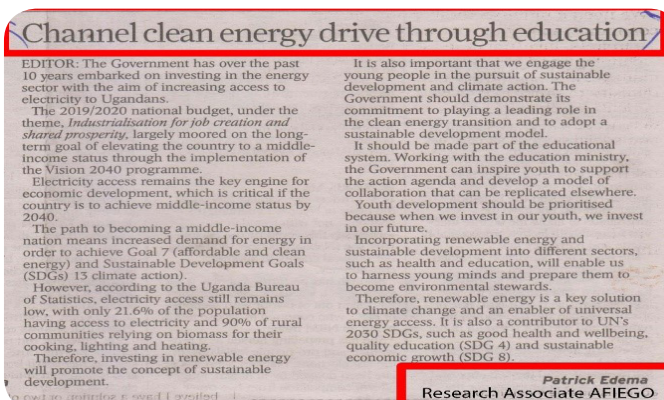 Channel clean energy drive through education
EDITOR: The Government has over the past
10 years embarked on investing in the energy
sector with the aim of increasing access to
electricity to Ugandans.
The 2019/2020 national budget, under the
theme, Industrialisation for job creation and
shared prosperity, largely moored on the long-
term goal of elevating the country to a middle-
income status through the implementation of
the Vision 2040 programme.
Electricity access remains the key engine for
economic development, which is critical if the
country is to achieve middle-income status by
2040.
The path to becoming a middle-income
nation means increased demand for energy in
order to achieve Goal 7 (affordable and clean
energy) and Sustainable Development Goals
(SDGs) 13 climate action).
However, according to the Uganda Bureau
of Statistics, electricity access still remains
low, with only 21.6% of the population
having access to electricity and 90% of rural
communities relying on biomass for their
cooking, lighting and heating.
Therefore, investing in renewable energy
will promote the concept of sustainable
development.
It is also important that we engage the
young people in the pursuit of sustainable
development and climate action. The
Government should demonstrate its
commitment to playing a leading role in
the clean energy transition and to adopt a
sustainable development model.
It should be made part of the educational
system. Working with the education ministry,
the Government can inspire youth to support
the action agenda and develop a model of
collaboration that can be replicated elsewhere.
Youth development should be prioritised
because when we invest in our youth, we invest
in our future.
Incorporating renewable energy and
sustainable development into different sectors,
such as health and education, will enable us
to harness young minds and prepare them to
become environmental stewards.
Therefore, renewable energy is a key solution
to climate change and an enabler of universal
energy access. It is also a contributor to UN's
2030 SDGs, such as good health and wellbeing,
quality education (SDG 4) and sustainable
economic growth (SDG 8).
Patrick Edema
Research Associate AFIEGO